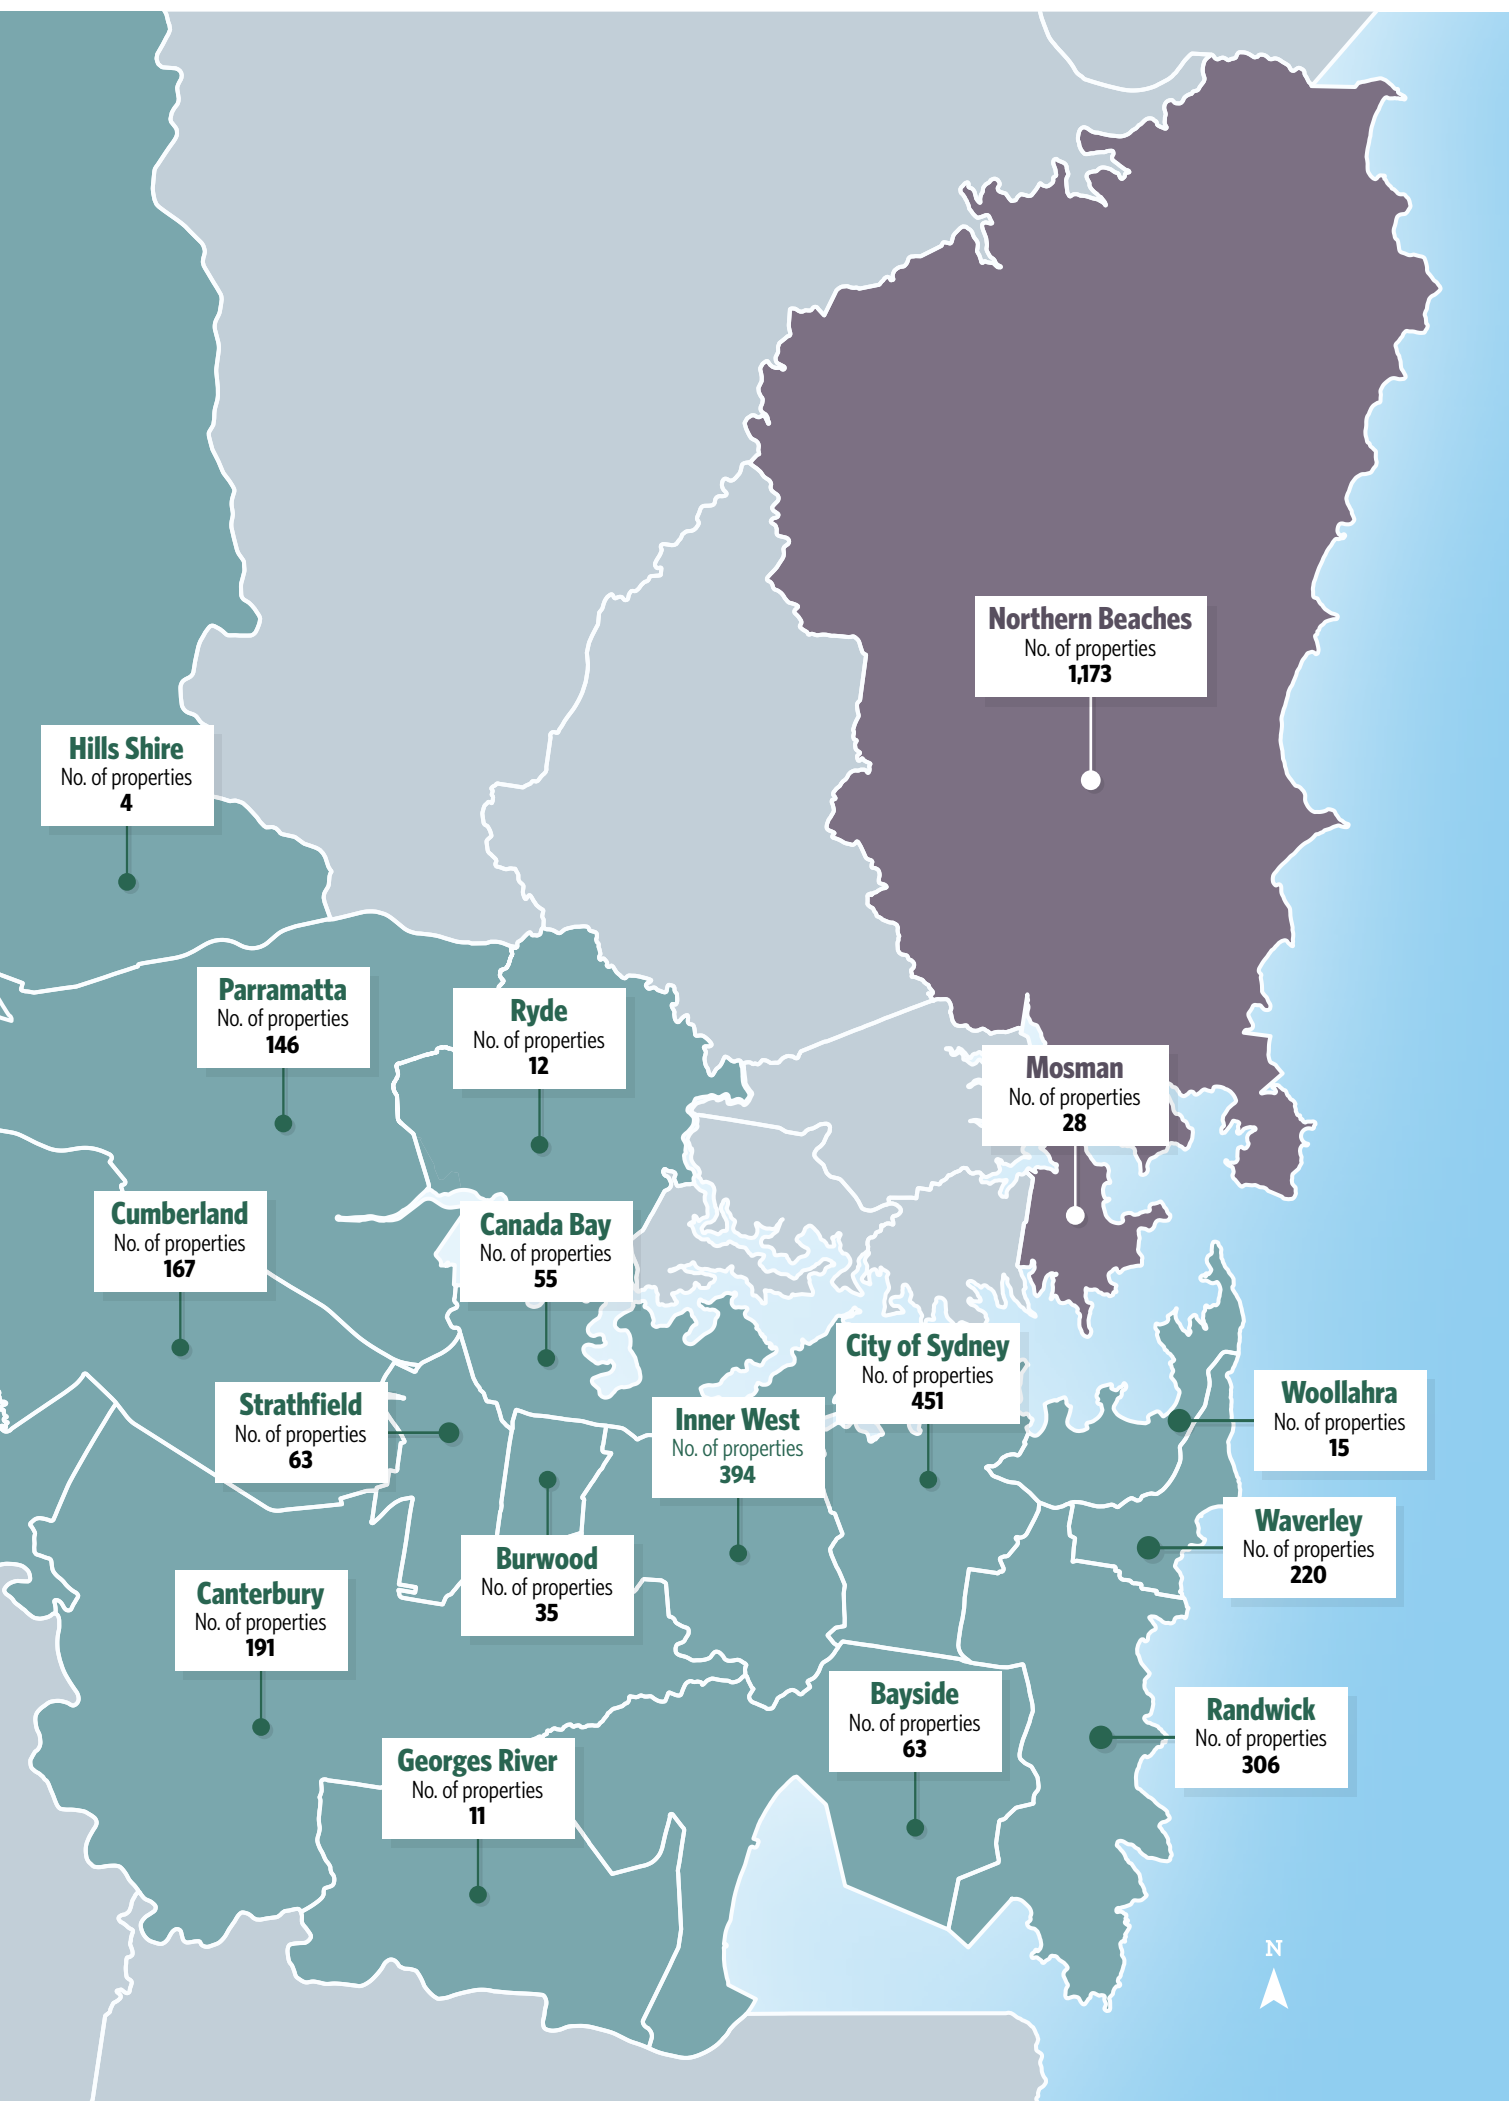 Northern Beaches
No. of properties
1,173
Hills Shire
No. of properties
4
Parramatta
No. of properties
146
Ryde
No. of properties
12
Mosman
No. of properties
28
Cumberland
No. of properties
167
Canada Bay
No. of properties
55
City of Sydney
No. of properties
451
Strathfield
No. of properties
63
Inner West
No. of properties
394
Woollahra
No. of properties
15
Waverley
No. of properties
220
Burwood
No. of properties
35
Canterbury
No. of properties
191
Bayside
No. of properties
63
Randwick
No. of properties
306
Georges River
No. of properties
11
N